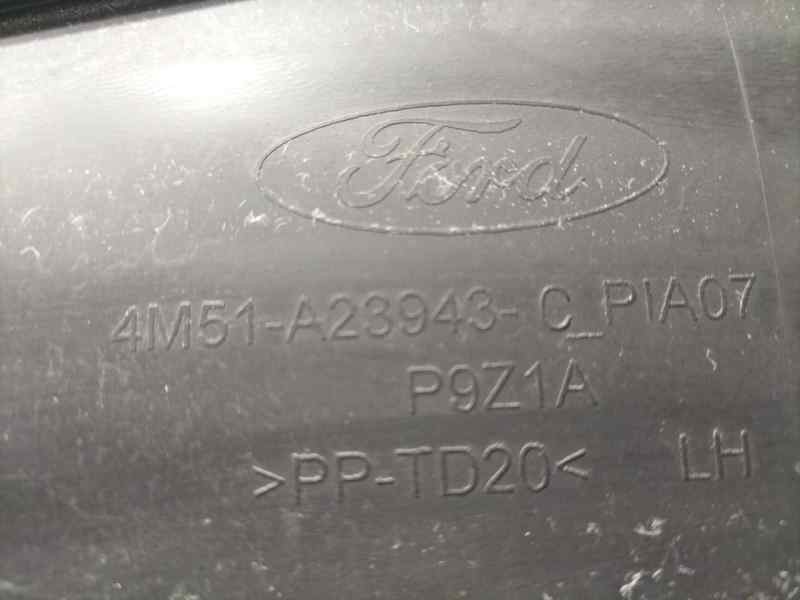 Ford
4M51-A23943-C_PIA07
P9Z1A
>PP-TD20< LH